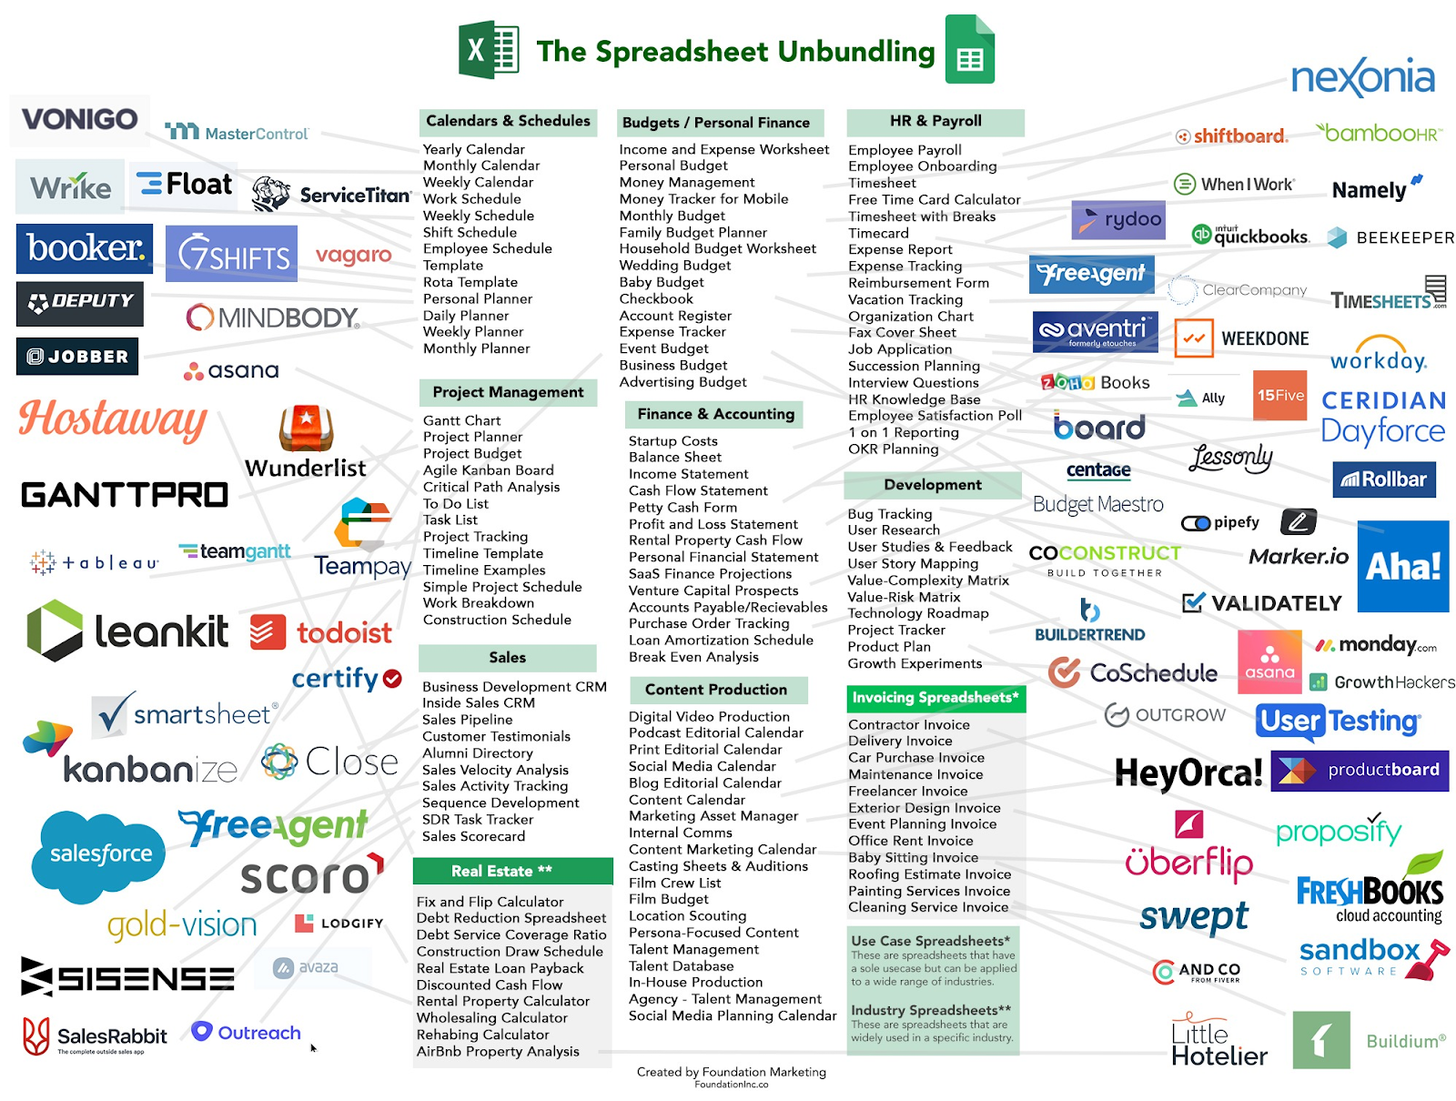 The Spreadsheet Unbundling
VONIGO
MasterControl
Wrike
Float
ServiceTitan
booker.
7SHIFTS
vagaro
DEPUTY
MINDBODY
JOBBER
asana
Hostaway
Wunderlist
GANTTPRO
tableau
teamgantt
Teampay
leankit
todoist
certify
smartsheet
kanbanize
Close
salesforce
freeagent
scoro
gold-vision
LODGIFY
SISENSE
avaza
SalesRabbit
The complete outside sales app
Outreach
Calendars & Schedules
Yearly Calendar
Monthly Calendar
Weekly Calendar
Work Schedule
Weekly Schedule
Shift Schedule
Employee Schedule
Template
Rota Template
Personal Planner
Daily Planner
Weekly Planner
Monthly Planner
Project Management
Gantt Chart
Project Planner
Project Budget
Agile Kanban Board
Critical Path Analysis
To Do List
Task List
Project Tracking
Timeline Template
Timeline Examples
Simple Project Schedule
Work Breakdown
Construction Schedule
Sales
Business Development CRM
Inside Sales CRM
Sales Pipeline
Customer Testimonials
Alumni Directory
Sales Velocity Analysis
Sales Activity Tracking
Sequence Development
SDR Task Tracker
Sales Scorecard
Real Estate **
Fix and Flip Calculator
Debt Reduction Spreadsheet
Debt Service Coverage Ratio
Construction Draw Schedule
Real Estate Loan Payback
Discounted Cash Flow
Rental Property Calculator
Wholesaling Calculator
Rehabing Calculator
AirBnb Property Analysis
Budgets / Personal Finance
Income and Expense Worksheet
Personal Budget
Money Management
Money Tracker for Mobile
Monthly Budget
Family Budget Planner
Household Budget Worksheet
Wedding Budget
Baby Budget
Checkbook
Account Register
Expense Tracker
Event Budget
Business Budget
Advertising Budget
Finance & Accounting
Startup Costs
Balance Sheet
Income Statement
Cash Flow Statement
Petty Cash Form
Profit and Loss Statement
Rental Property Cash Flow
Personal Financial Statement
SaaS Finance Projections
Venture Capital Prospects
Accounts Payable/Recievables
Purchase Order Tracking
Loan Amortization Schedule
Break Even Analysis
Content Production
Digital Video Production
Podcast Editorial Calendar
Print Editorial Calendar
Social Media Calendar
Blog Editorial Calendar
Content Calendar
Marketing Asset Manager
Internal Comms
Content Marketing Calendar
Casting Sheets & Auditions
Film Crew List
Film Budget
Location Scouting
Persona-Focused Content
Talent Management
Talent Database
In-House Production
Agency - Talent Management
Social Media Planning Calendar
HR & Payroll
Employee Payroll
Employee Onboarding
Timesheet
Free Time Card Calculator
Timesheet with Breaks
Timecard
Expense Report
Expense Tracking
Reimbursement Form
Vacation Tracking
Organization Chart
Fax Cover Sheet
Job Application
Succession Planning
Interview Questions
HR Knowledge Base
Employee Satisfaction Poll
1 on 1 Reporting
OKR Planning
Development
Bug Tracking
User Research
User Studies & Feedback
User Story Mapping
Value-Complexity Matrix
Value-Risk Matrix
Technology Roadmap
Project Tracker
Product Plan
Growth Experiments
Invoicing Spreadsheets*
Contractor Invoice
Delivery Invoice
Car Purchase Invoice
Maintenance Invoice
Freelancer Invoice
Exterior Design Invoice
Event Planning Invoice
Office Rent Invoice
Baby Sitting Invoice
Roofing Estimate Invoice
Painting Services Invoice
Cleaning Service Invoice
Use Case Spreadsheets*
These are spreadsheets that have
a sole usecase but can be applied
to a wide range of industries.
Industry Spreadsheets**
These are spreadsheets that are
widely used in a specific industry.
nexonia
shiftboard.
bambooHR
When I Work
Namely
rydoo
intuit
qb quickbooks.
BEEKEEPER
freeagent
ClearCompany
TIMESHEETS
.com
aventri
formerly etouches
WEEKDONE
workday.
ZOHO Books
Ally
15Five
CERIDIAN
Dayforce
board
Lessonly
centage
Budget Maestro
Rollbar
pipefy
Marker.io
Aha!
COCONSTRUCT
BUILD TOGETHER
VALIDATELY
BUILDERTREND
monday.com
CoSchedule
asana
GrowthHackers
OUTGROW
UserTesting
HeyOrca!
productboard
proposify
überflip
FRESHBOOKS
cloud accounting
swept
sandbox
SOFTWARE
AND CO
FROM FIVERR
Little
Hotelier
Buildium®
Created by Foundation Marketing
FoundationInc.co